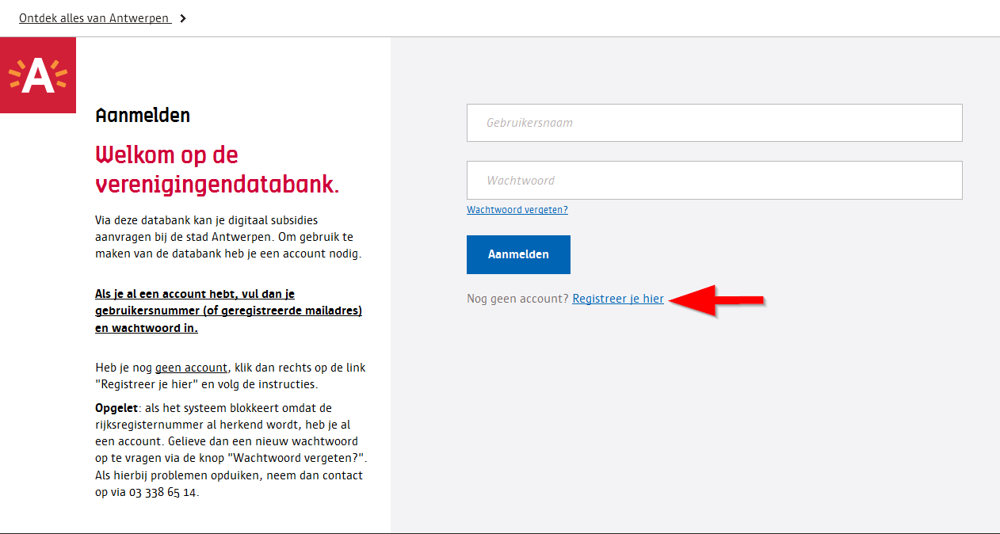 Ontdek alles van Antwerpen
A
Aanmelden
Welkom op de
verenigingendatabank.
Via deze databank kan je digitaal subsidies
aanvragen bij de stad Antwerpen. Om gebruik te
maken van de databank heb je een account nodig.
Als je al een account hebt, vul dan je
gebruikersnummer (of geregistreerde mailadres)
en wachtwoord in.
Heb je nog geen account, klik dan rechts op de link
"Registreer je hier" en volg de instructies.
Opgelet: als het systeem blokkeert omdat de
rijksregisternummer al herkend wordt, heb je al
een account. Gelieve dan een nieuw wachtwoord
op te vragen via de knop "Wachtwoord vergeten?".
Als hierbij problemen opduiken, neem dan contact
op via 03 338 65 14.
Gebruikersnaam
Wachtwoord
Wachtwoord vergeten?
Aanmelden
Nog geen account? Registreer je hier